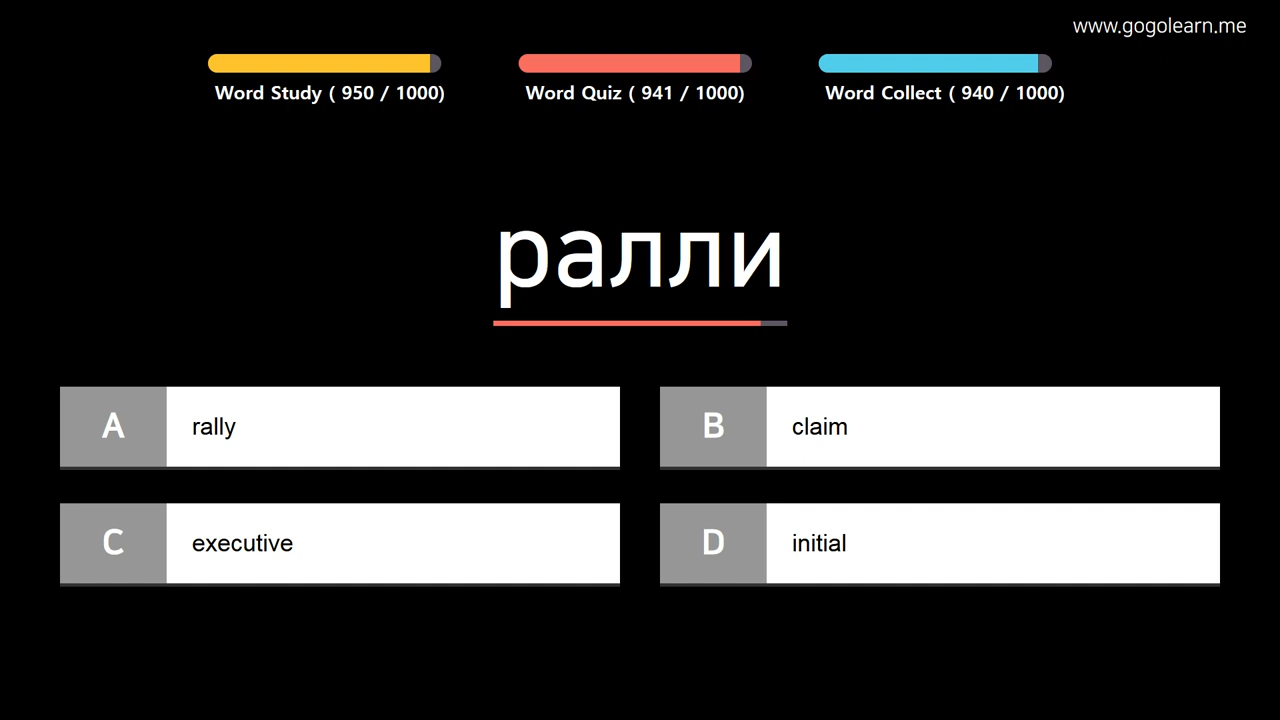 www.gogolearn.me
Word Study ( 950 / 1000)
Word Quiz ( 941 / 1000)
Word Collect ( 940 / 1000)
ралли
A rally
B claim
C executive
D initial